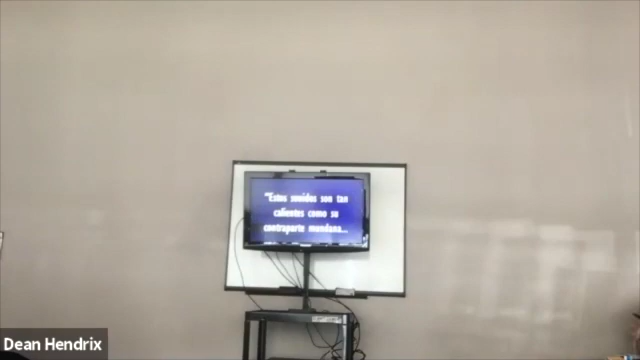 "Estos sonidos son tan
calientes como su
contraparte mundana...
Dean Hendrix